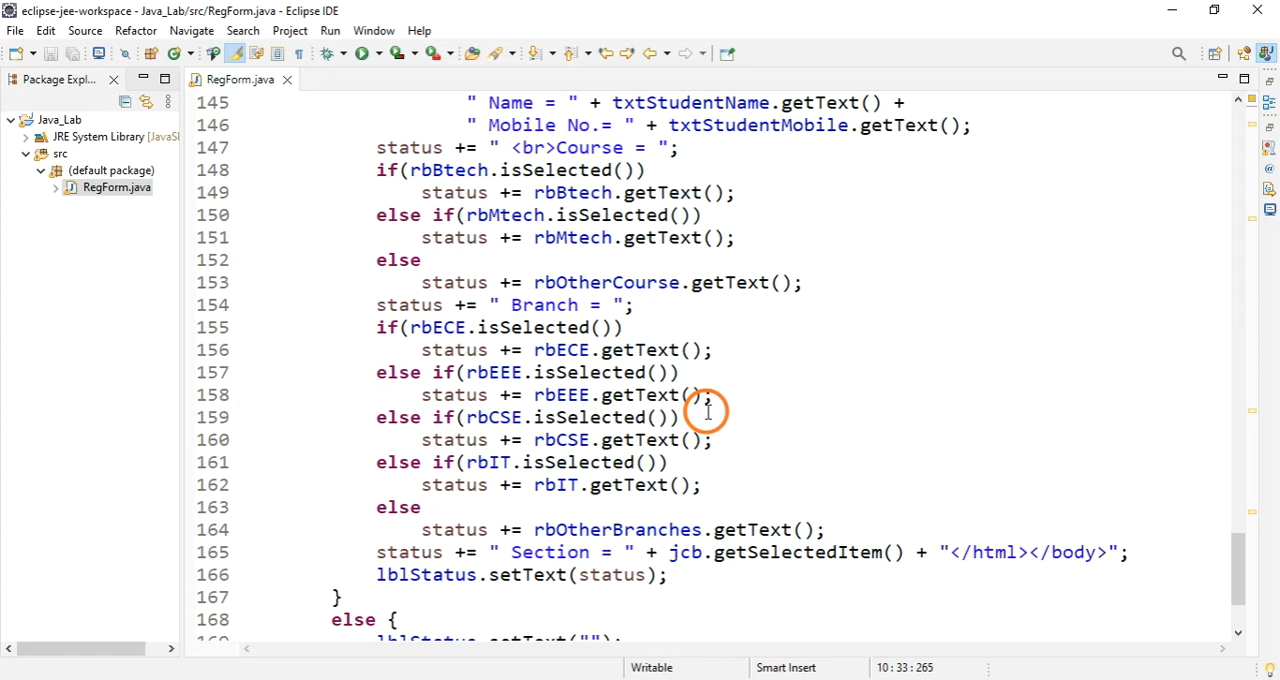 eclipse-jee-workspace - Java_Lab/src/RegForm.java - Eclipse IDE
File Edit Source Refactor Navigate Search Project Run Window Help
Package Expl...
RegForm.java
Java_Lab
JRE System Library [JavaS
src
(default package)
RegForm.java
145 " Name = " + txtStudentName.getText() +
146 " Mobile No.= " + txtStudentMobile.getText();
147 status += " <br>Course = ";
148 if(rbBtech.isSelected())
149 status += rbBtech.getText();
150 else if(rbMtech.isSelected())
151 status += rbMtech.getText();
152 else
153 status += rbOtherCourse.getText();
154 status += " Branch = ";
155 if(rbECE.isSelected())
156 status += rbECE.getText();
157 else if(rbEEE.isSelected())
158 status += rbEEE.getText();
159 else if(rbCSE.isSelected())
160 status += rbCSE.getText();
161 else if(rbIT.isSelected())
162 status += rbIT.getText();
163 else
164 status += rbOtherBranches.getText();
165 status += " Section = " + jcb.getSelectedItem() + "</html></body>";
166 lblStatus.setText(status);
167 }
168 else {
169 lblStatus.setText("");
Writable Smart Insert 10 : 33 : 265